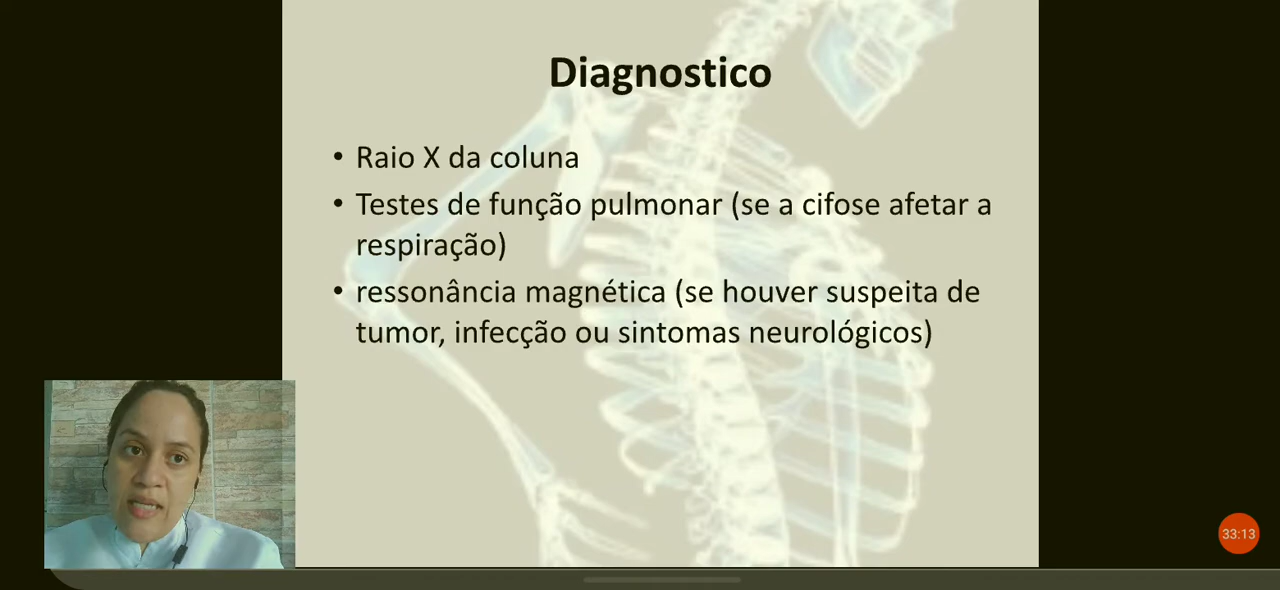 Diagnostico
• Raio X da coluna
• Testes de função pulmonar (se a cifose afetar a
respiração)
• ressonância magnética (se houver suspeita de
tumor, infecção ou sintomas neurológicos)
33:13